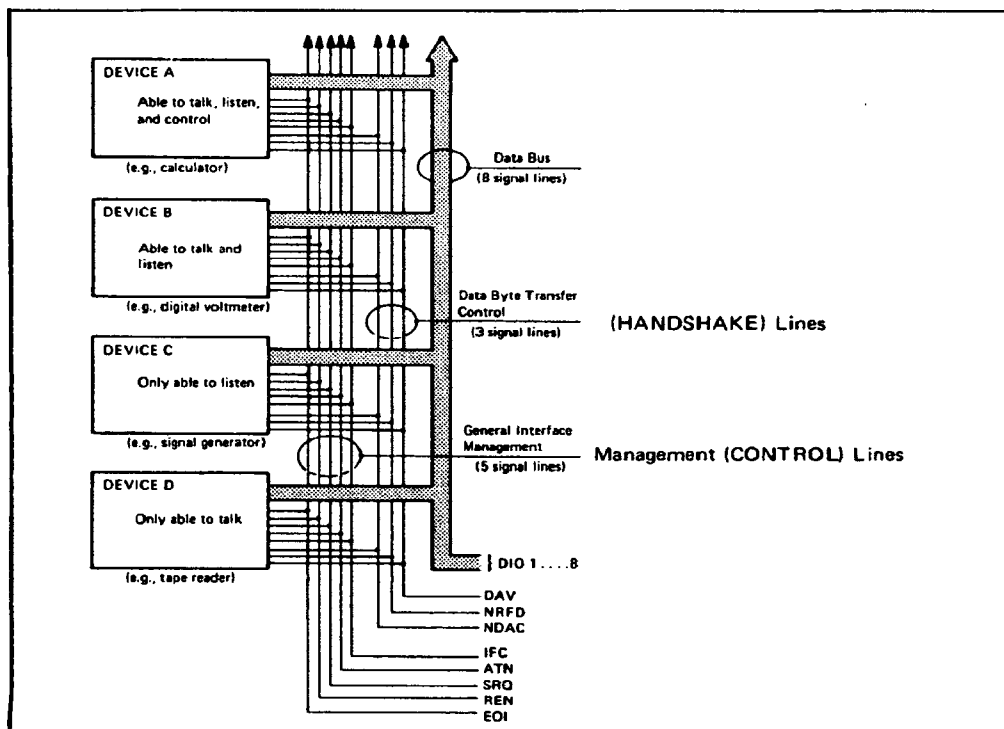 DEVICE A
Able to talk, listen,
and control
(e.g., calculator)
Data Bus
(8 signal lines)
DEVICE B
Able to talk and
listen
(e.g., digital voltmeter)
Data Byte Transfer
Control
(3 signal lines)
(HANDSHAKE) Lines
DEVICE C
Only able to listen
(e.g., signal generator)
General Interface
Management
(5 signal lines)
Management (CONTROL) Lines
DEVICE D
Only able to talk
(e.g., tape reader)
} DIO 1 . . . . 8
DAV
NRFD
NDAC
IFC
ATN
SRQ
REN
EOI